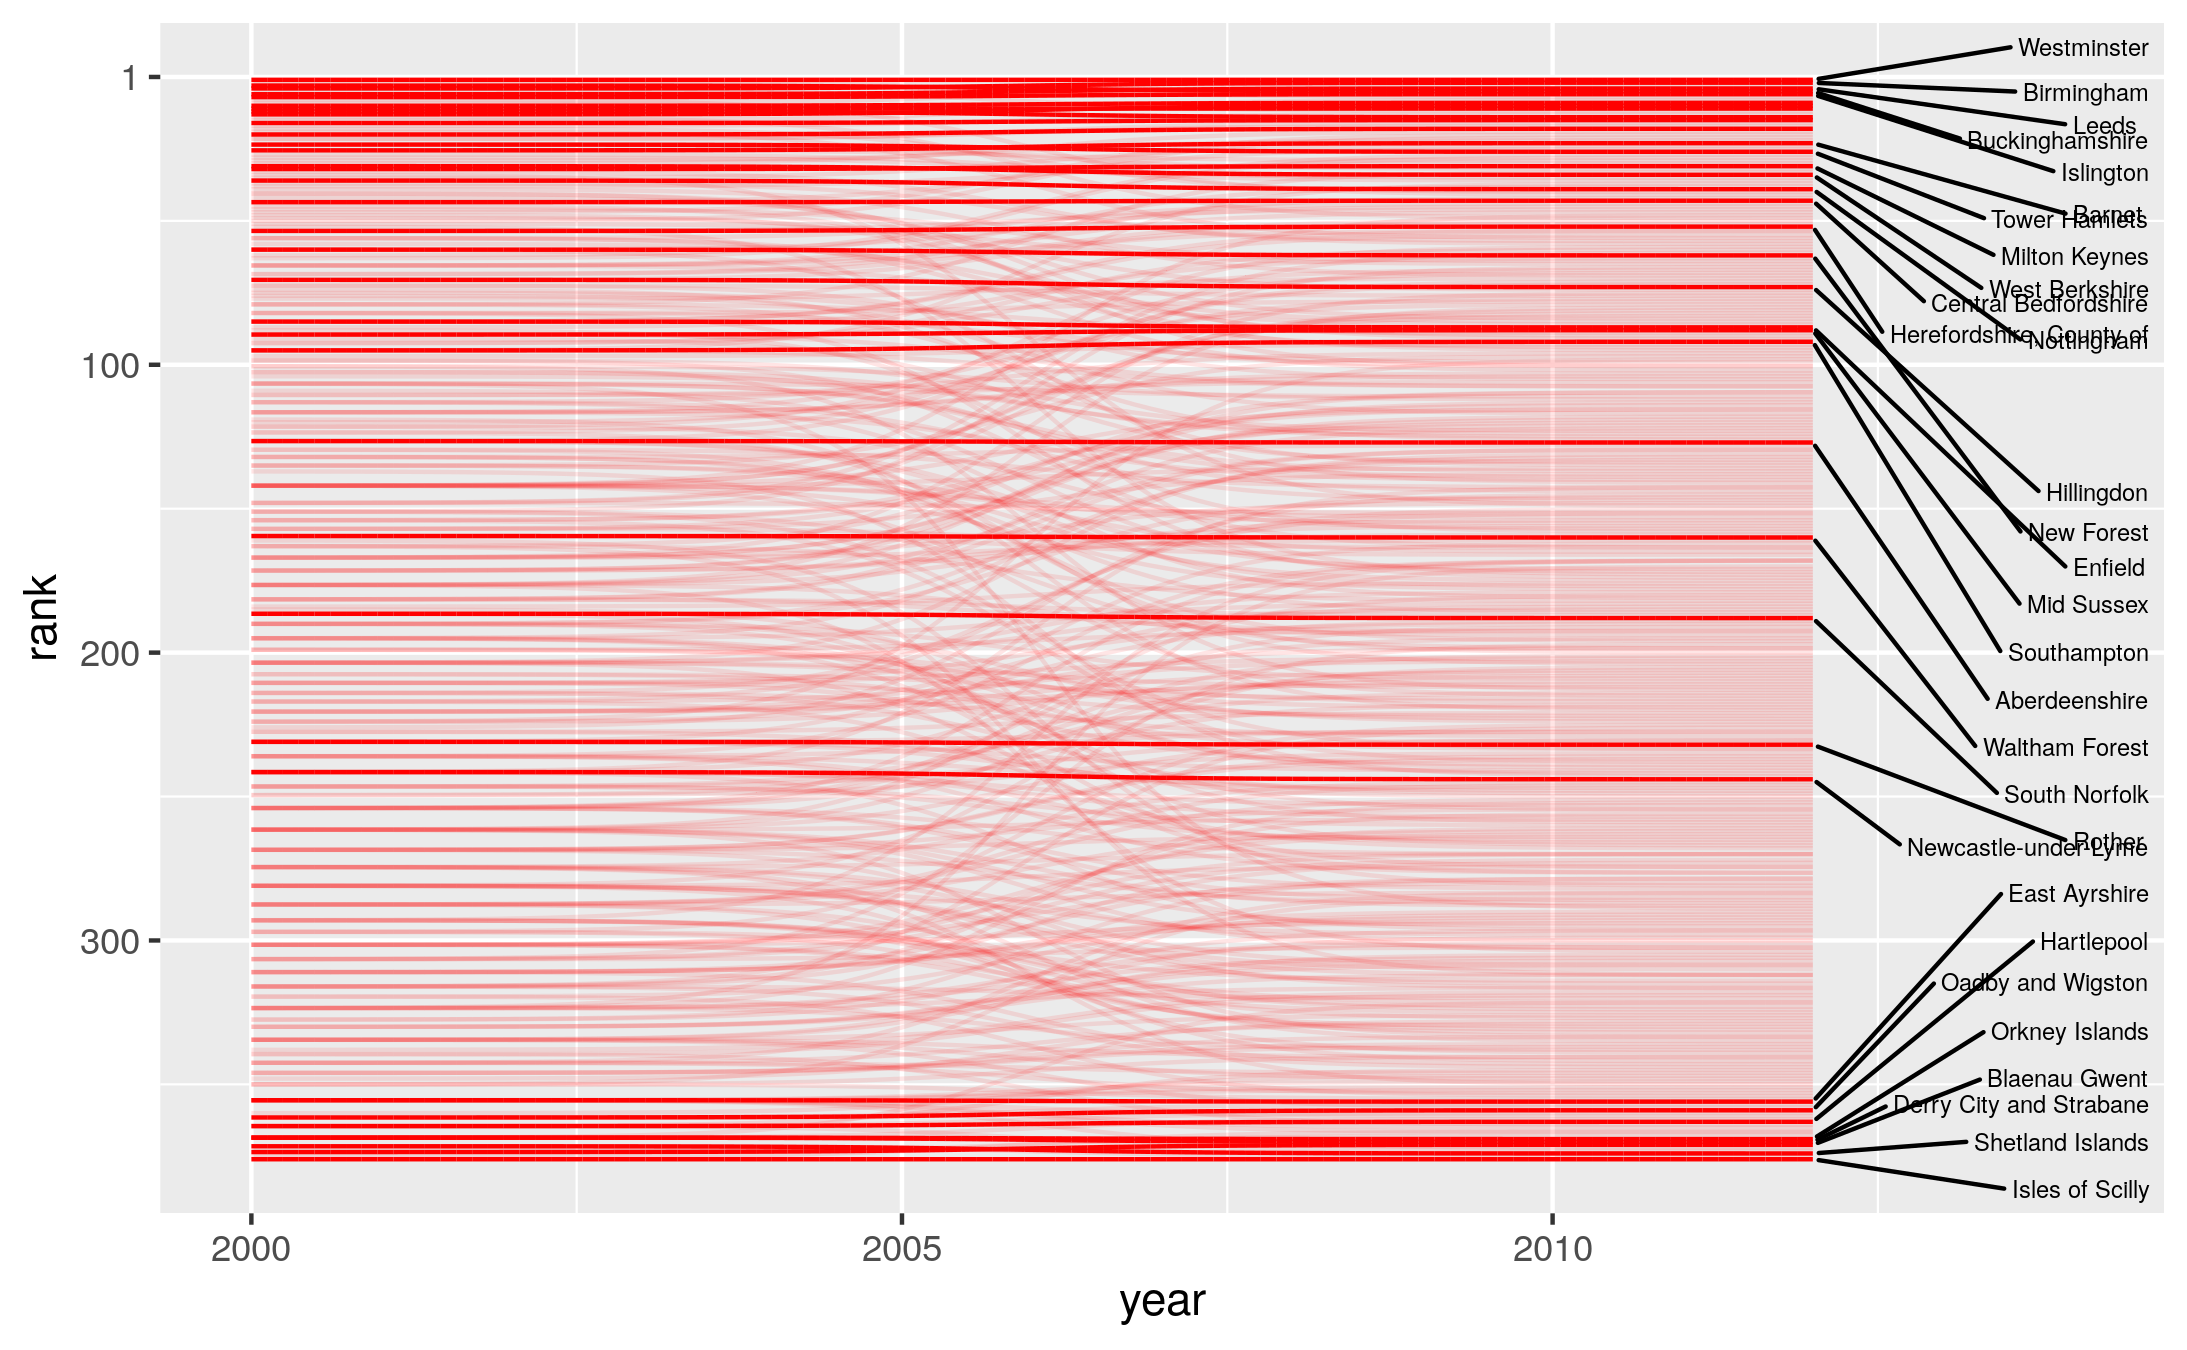 1
100
200
300
rank
2000
2005
2010
year
Westminster
Birmingham
Leeds
Buckinghamshire
Islington
Barnet
Tower Hamlets
Milton Keynes
West Berkshire
Central Bedfordshire
Herefordshire, County of
Nottingham
Hillingdon
New Forest
Enfield
Mid Sussex
Southampton
Aberdeenshire
Waltham Forest
South Norfolk
Rother
Newcastle-under-Lyme
East Ayrshire
Hartlepool
Oadby and Wigston
Orkney Islands
Blaenau Gwent
Derry City and Strabane
Shetland Islands
Isles of Scilly